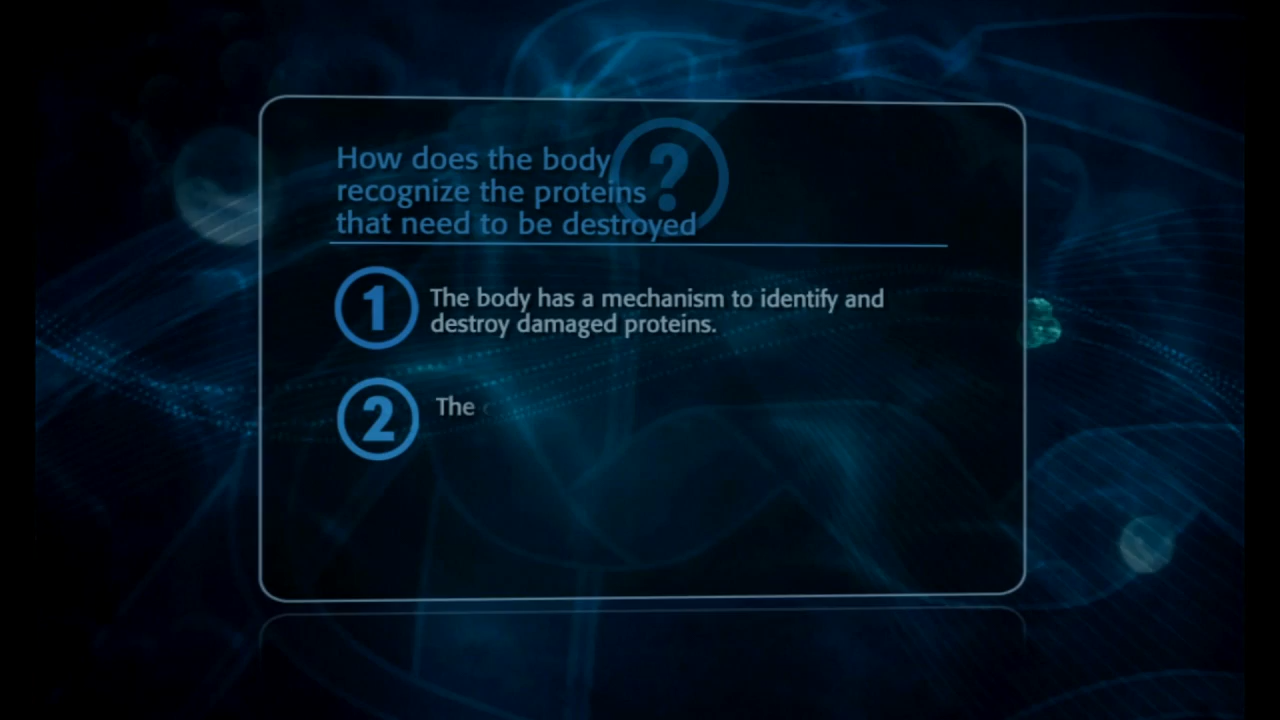 How does the body
recognize the proteins
that need to be destroyed
?
1
The body has a mechanism to identify and
destroy damaged proteins.
2
The